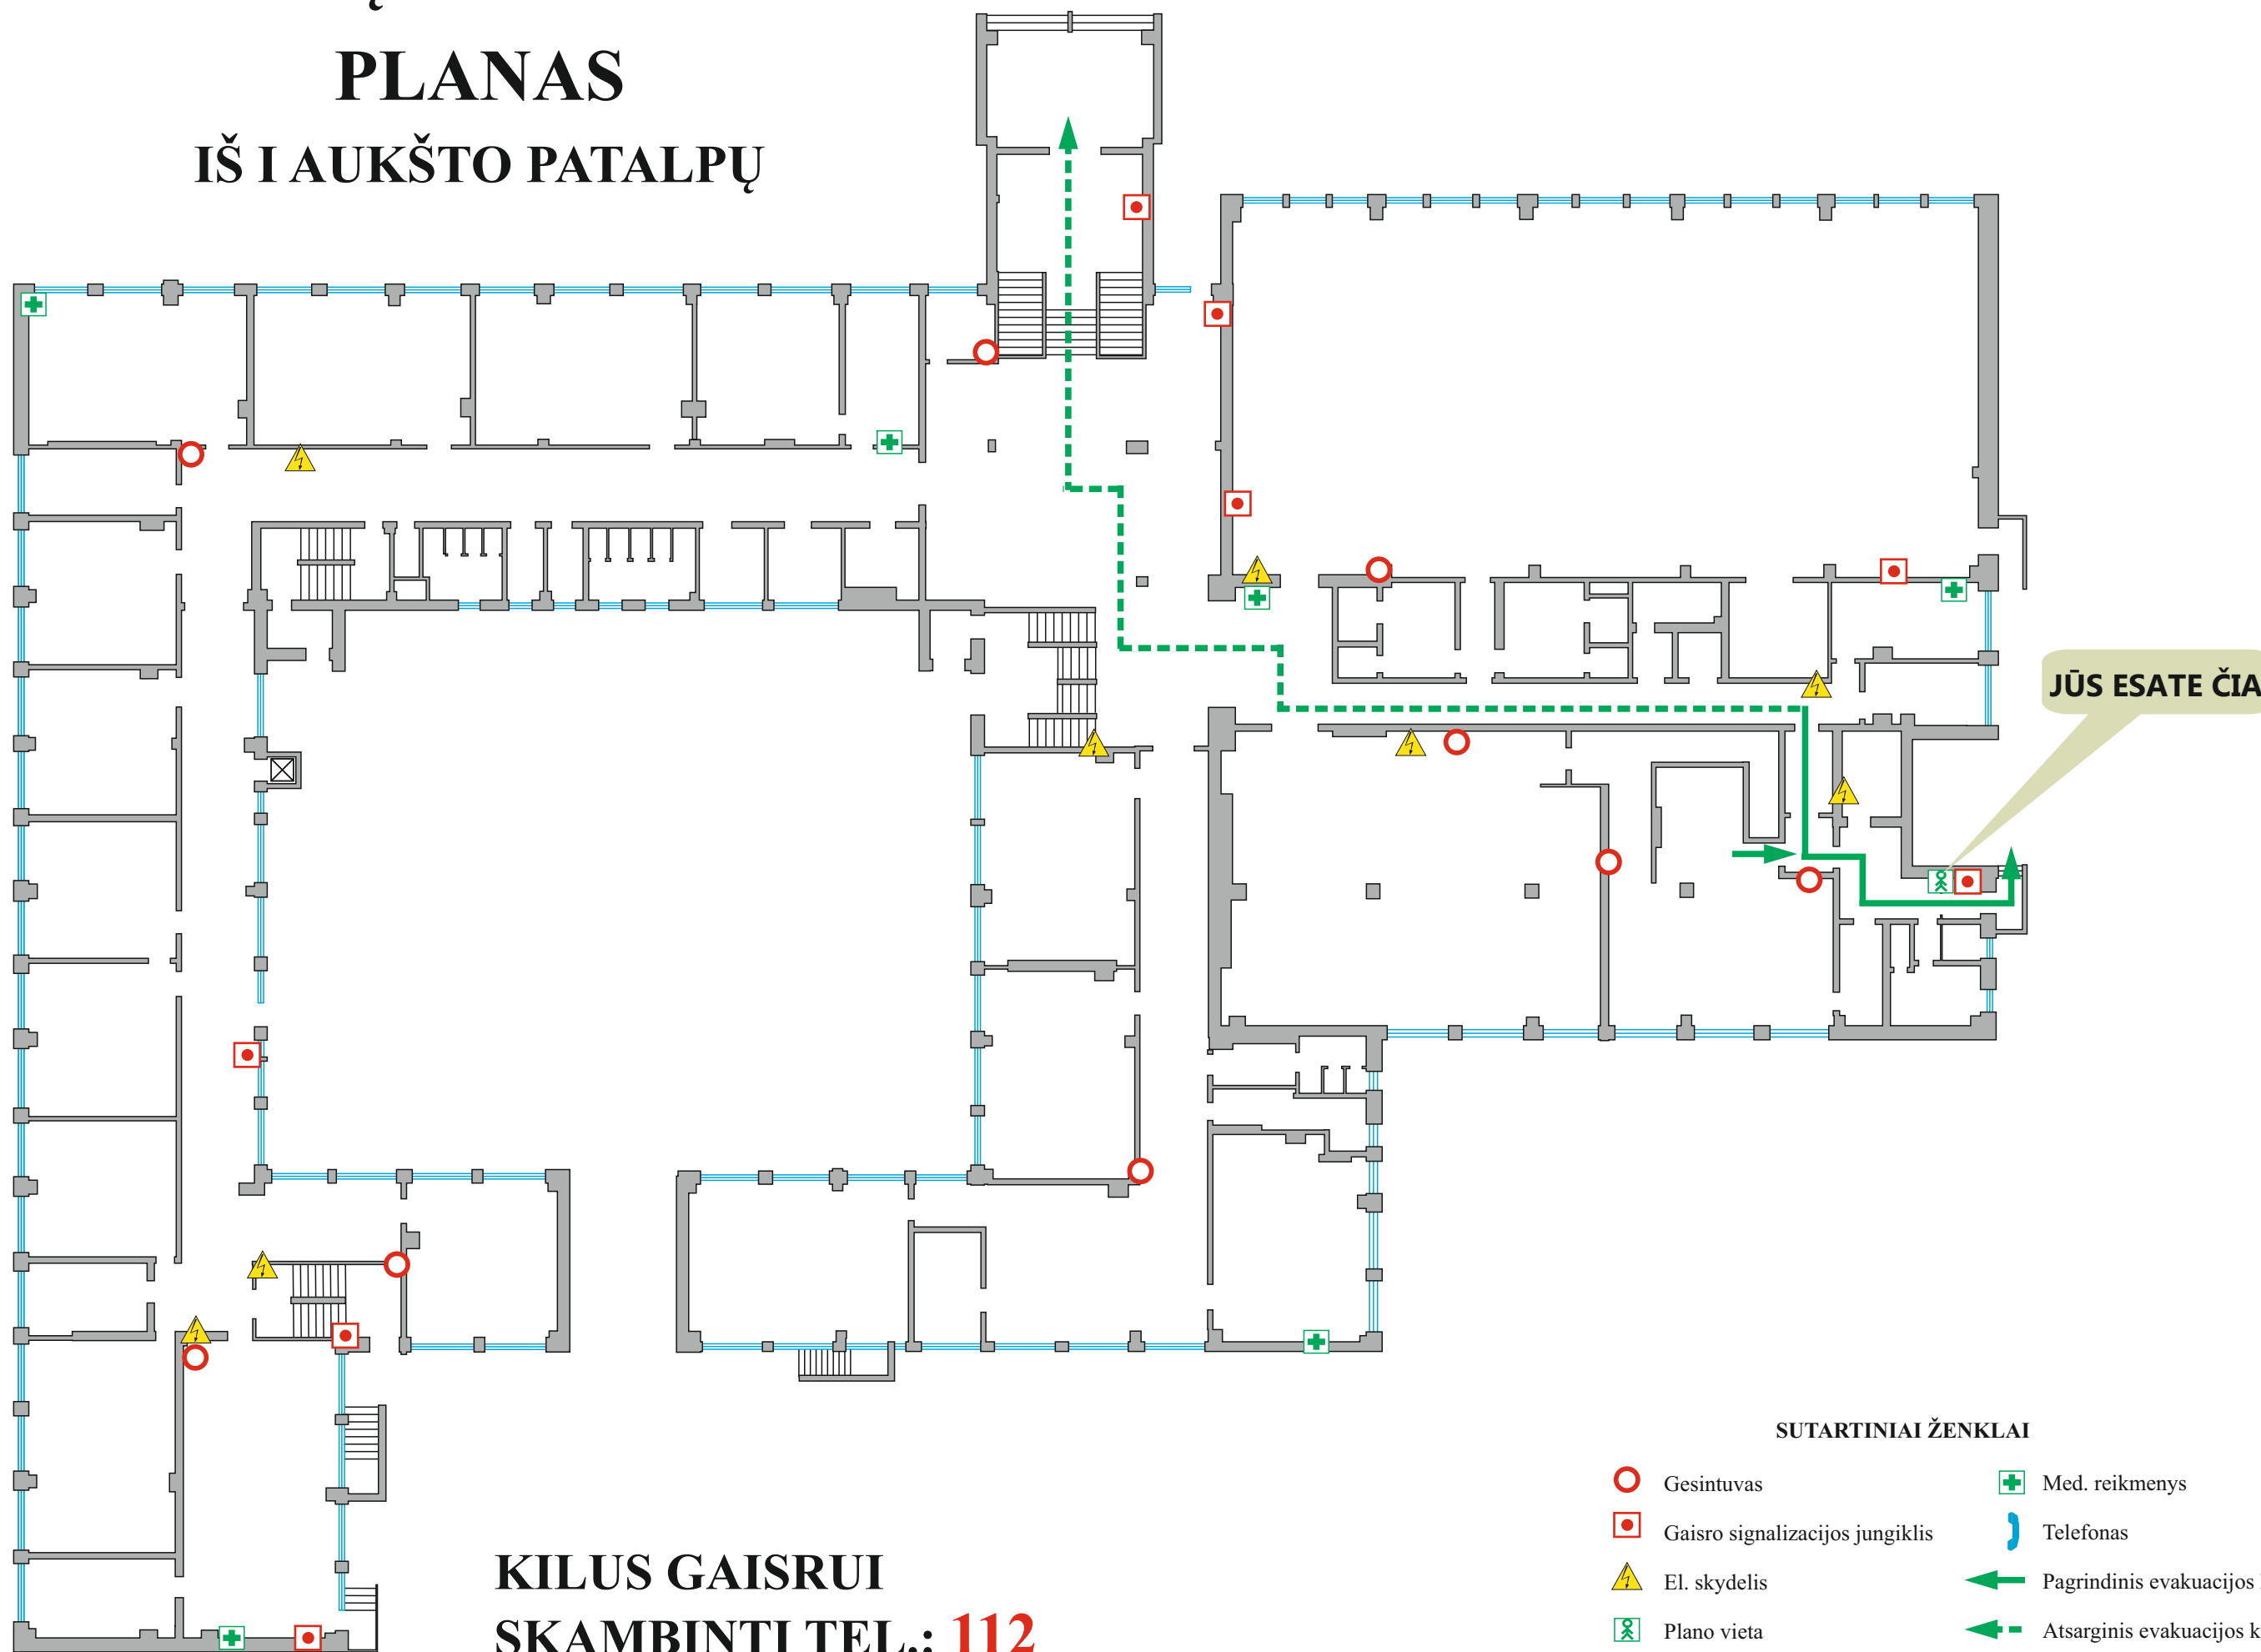 PLANAS
IŠ I AUKŠTO PATALPŲ
JŪS ESATE ČIA
SUTARTINIAI ŽENKLAI
Gesintuvas
Med. reikmenys
Gaisro signalizacijos jungiklis
Telefonas
El. skydelis
Pagrindinis evakuacijos
Plano vieta
Atsarginis evakuacijos k
KILUS GAISRUI
SKAMBINTI TEL.: 112